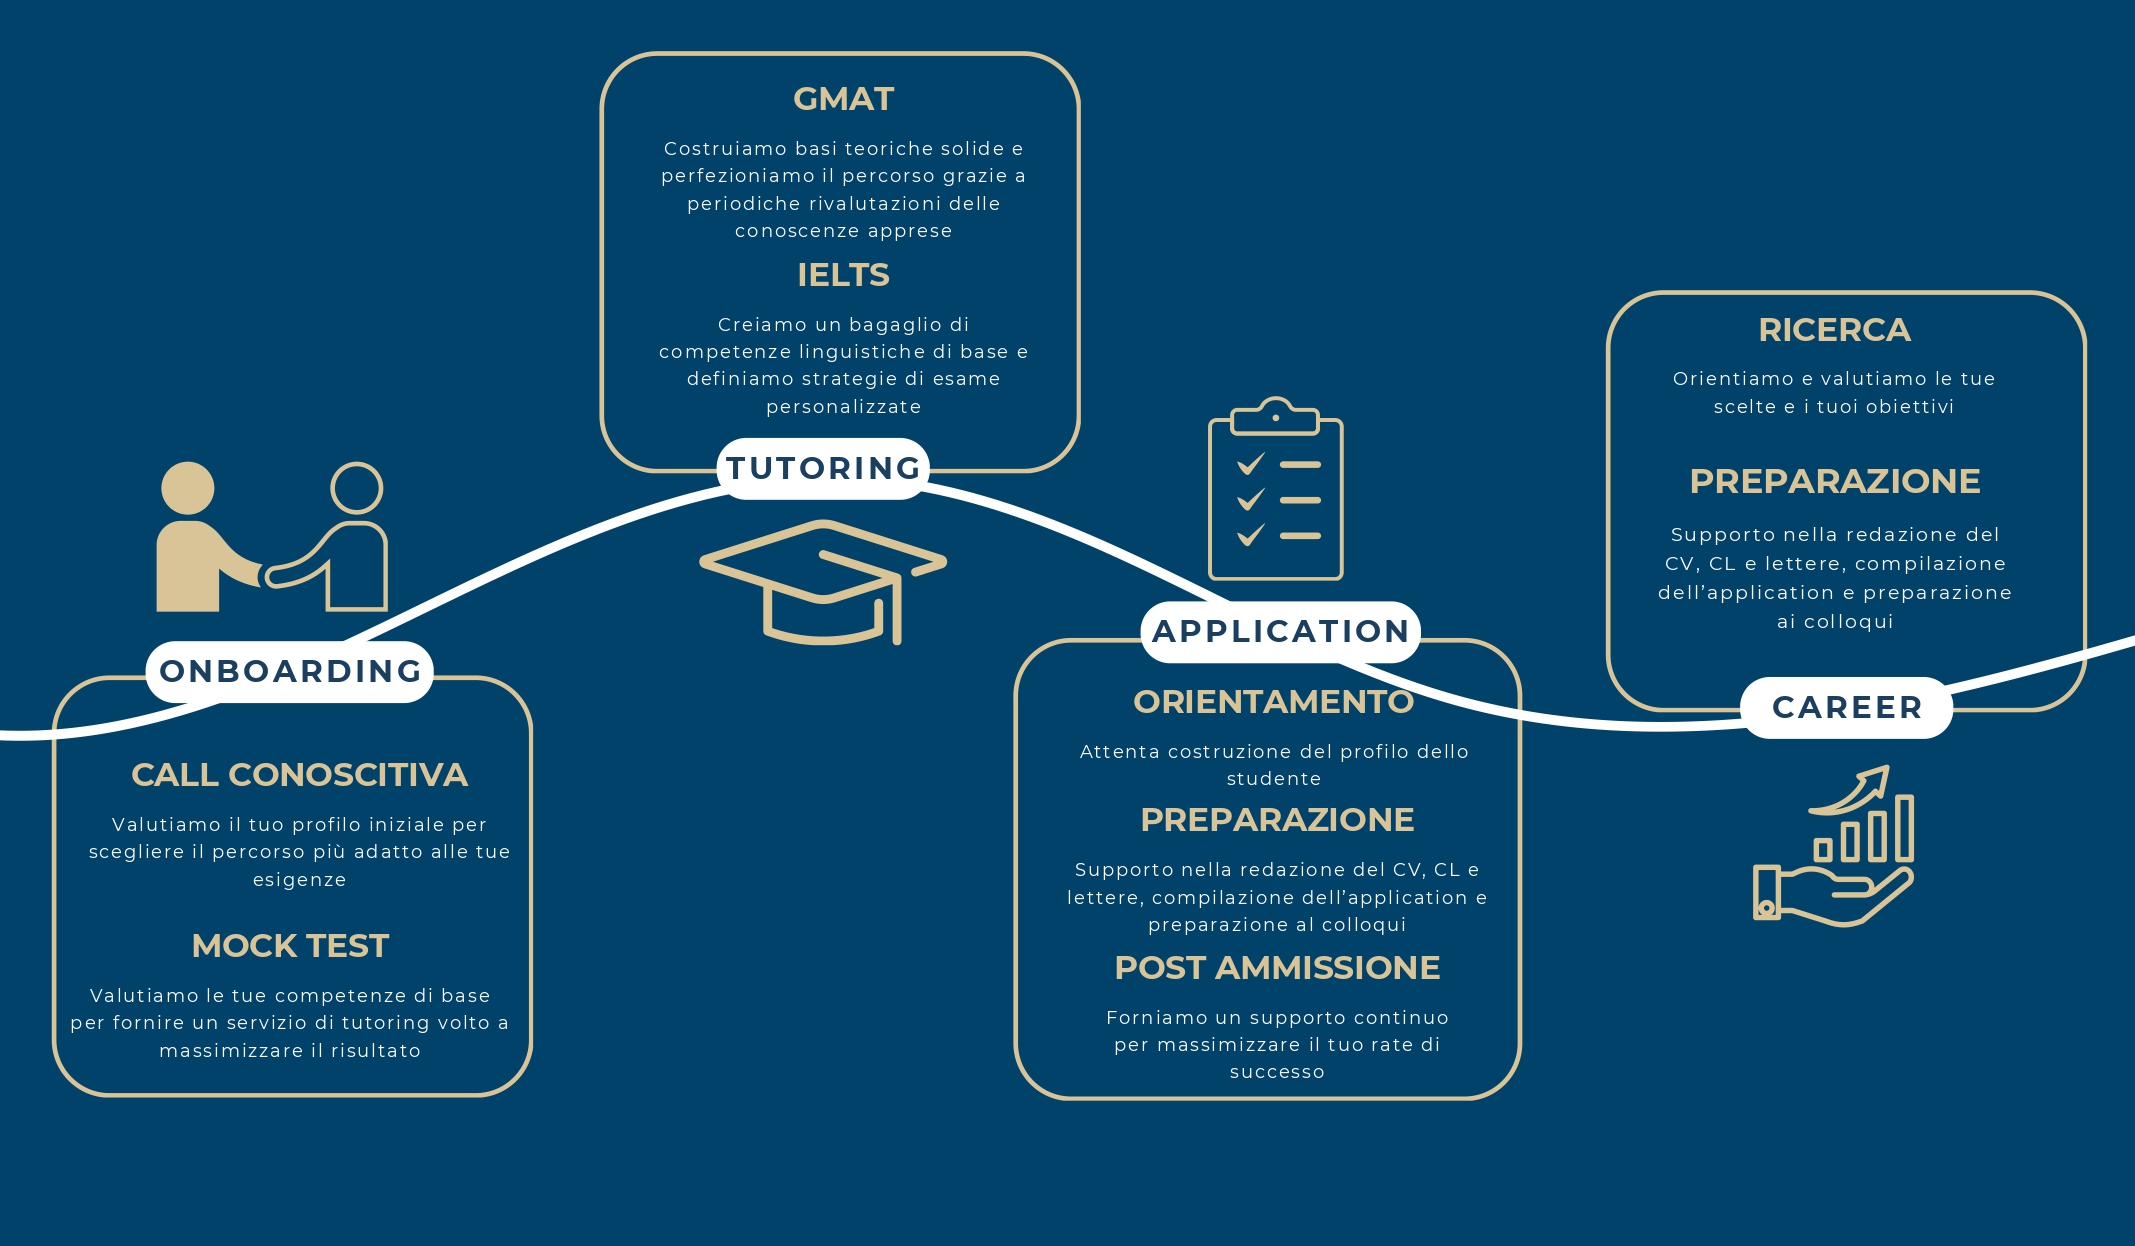 ONBOARDING
CALL CONOSCITIVA
Valutiamo il tuo profilo iniziale per
scegliere il percorso più adatto alle tue
esigenze
MOCK TEST
Valutiamo le tue competenze di base
per fornire un servizio di tutoring volto a
massimizzare il risultato
GMAT
Costruiamo basi teoriche solide e
perfezioniamo il percorso grazie a
periodiche rivalutazioni delle
conoscenze apprese
IELTS
Creiamo un bagaglio di
competenze linguistiche di base e
definiamo strategie di esame
personalizzate
TUTORING
APPLICATION
ORIENTAMENTO
Attenta costruzione del profilo dello
studente
PREPARAZIONE
Supporto nella redazione del CV, CL e
lettere, compilazione dell'application e
preparazione al colloqui
POST AMMISSIONE
Forniamo un supporto continuo
per massimizzare il tuo rate di
successo
RICERCA
Orientiamo e valutiamo le tue
scelte e i tuoi obiettivi
PREPARAZIONE
Supporto nella redazione del
CV, CL e lettere, compilazione
dell'application e preparazione
ai colloqui
CAREER